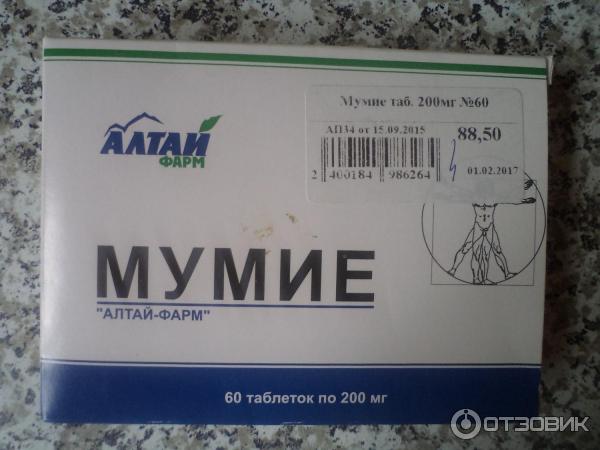 Мумие таб. 200мг №60
АП34 от 15.09.2015
88,50
2 400184 986264
01.02.2017
АЛТАЙ
ФАРМ
МУМИЕ
"АЛТАЙ-ФАРМ"
60 таблеток по 200 мг
ОТЗОВИК